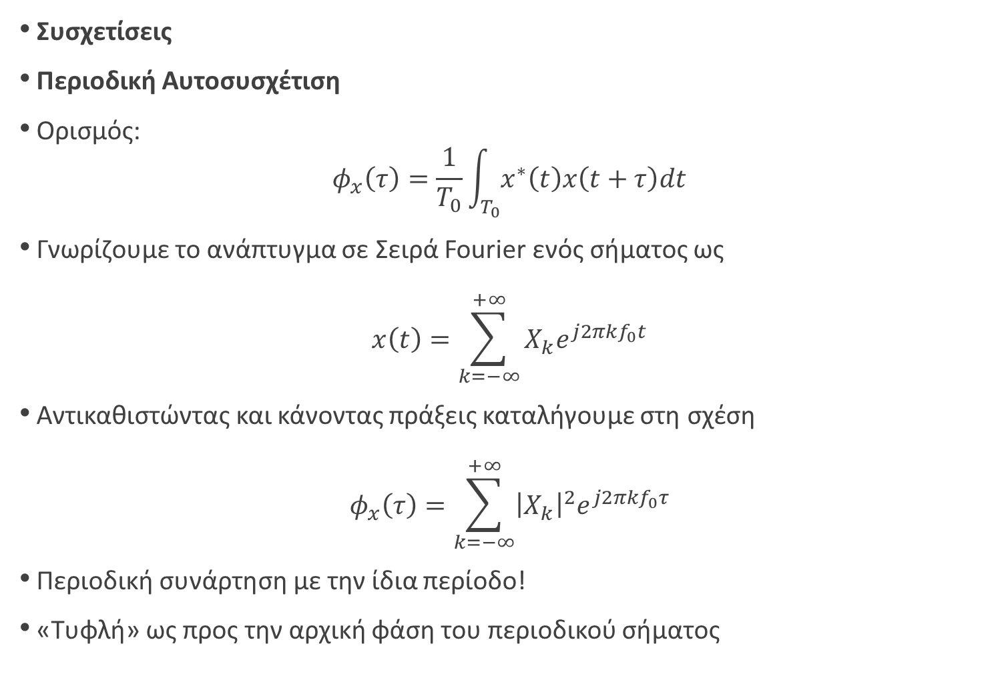 • Συσχετίσεις
• Περιοδική Αυτοσυσχέτιση
• Ορισμός:
$\phi_x(\tau) = \frac{1}{T_0} \int_{T_0} x^*(t)x(t + \tau)dt$
• Γνωρίζουμε το ανάπτυγμα σε Σειρά Fourier ενός σήματος ως
$x(t) = \sum_{k=-\infty}^{+\infty} X_k e^{j2\pi k f_0 t}$
• Αντικαθιστώντας και κάνοντας πράξεις καταλήγουμε στη σχέση
$\phi_x(\tau) = \sum_{k=-\infty}^{+\infty} |X_k|^2 e^{j2\pi k f_0 \tau}$
• Περιοδική συνάρτηση με την ίδια περίοδο!
• «Τυφλή» ως προς την αρχική φάση του περιοδικού σήματος